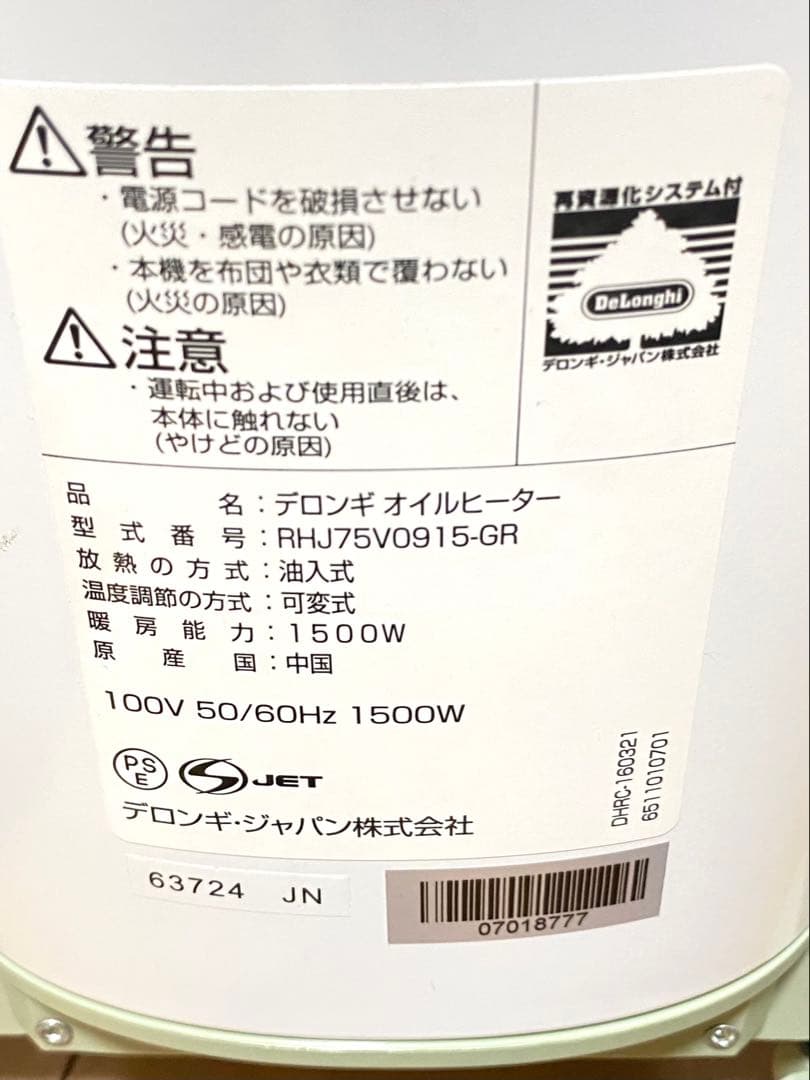 警告
・電源コードを破損させない
(火災・感電の原因)
・本機を布団や衣類で覆わない
(火災の原因)
注意
・運転中および使用直後は、
本体に触れない
(やけどの原因)
再資源化システム付
DeLonghi
デロンギ・ジャパン株式会社
品名：デロンギ オイルヒーター
型式番号：RHJ75V0915-GR
放熱の方式：油入式
温度調節の方式：可変式
暖房能力：1500W
原産国：中国
100V 50/60Hz 1500W
PSE
JET
デロンギ・ジャパン株式会社
DHRC-160321
6511010701
63724 JN
07018777